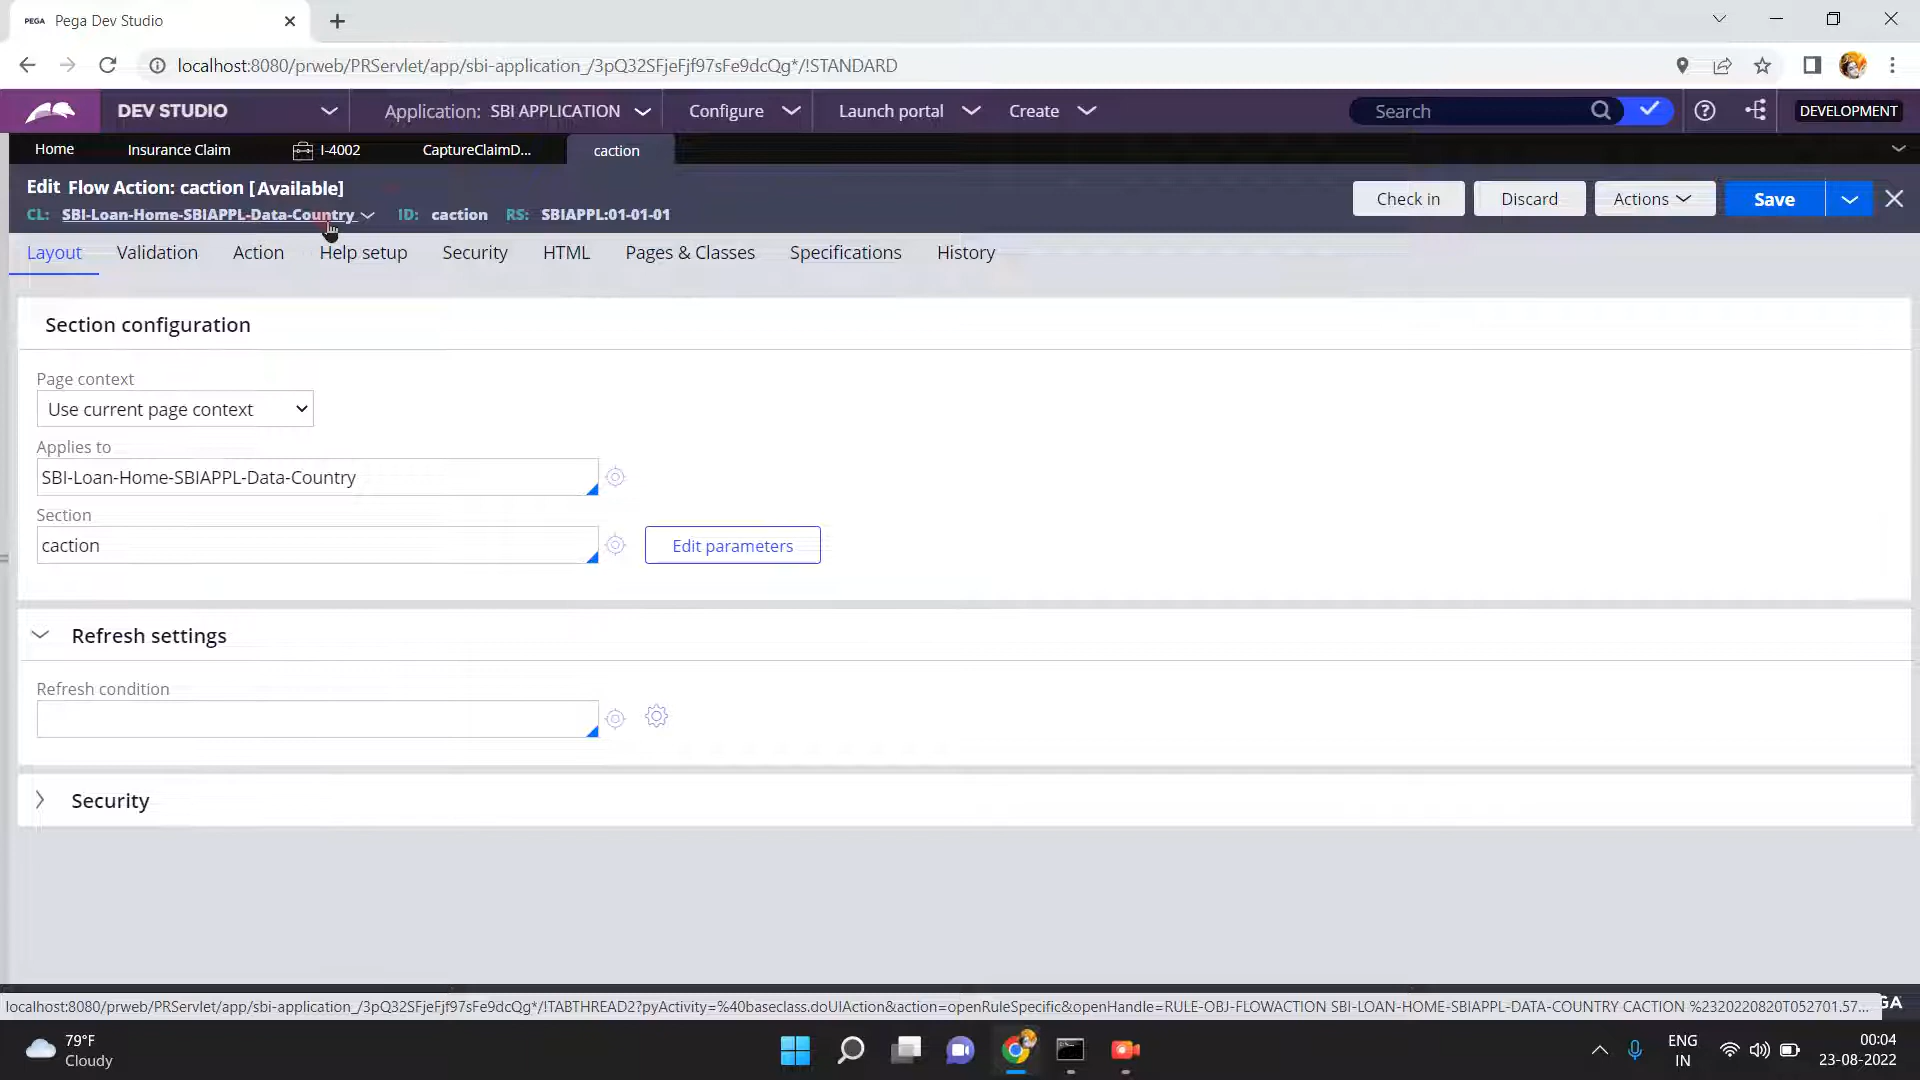 PEGA Pega Dev Studio
localhost:8080/prweb/PRServlet/app/sbi-application_/3pQ32SFjeFjf97sFe9dcQg*/!STANDARD
DEV STUDIO Application: SBI APPLICATION Configure Launch portal Create Search DEVELOPMENT
Home Insurance Claim I-4002 CaptureClaimD... caction
Edit Flow Action: caction [Available]
CL: SBI-Loan-Home-SBIAPPL-Data-Country ID: caction RS: SBIAPPL:01-01-01
Check in Discard Actions Save
Layout Validation Action Help setup Security HTML Pages & Classes Specifications History
Section configuration
Page context
Use current page context
Applies to
SBI-Loan-Home-SBIAPPL-Data-Country
Section
caction Edit parameters
Refresh settings
Refresh condition
Security
localhost:8080/prweb/PRServlet/app/sbi-application_/3pQ32SFjeFjf97sFe9dcQg*/!TABTHREAD2?pyActivity=%40baseclass.doUIAction&action=openRuleSpecific&openHandle=RULE-OBJ-FLOWACTION SBI-LOAN-HOME-SBIAPPL-DATA-COUNTRY CACTION %2320220820T052701.57...
79°F
Cloudy
ENG
IN
00:04
23-08-2022